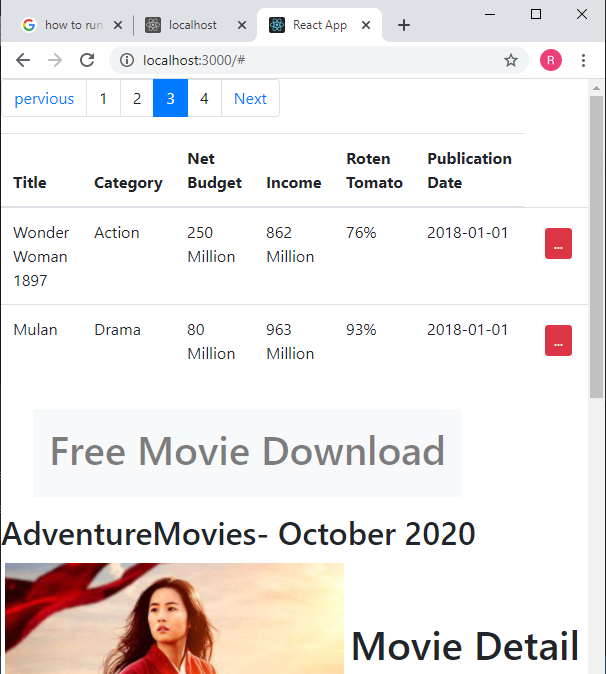 how to run
localhost
React App
localhost:3000/#
R
pervious 1 2 3 4 Next
Title Category Net Budget Income Roten Tomato Publication Date
Wonder Woman 1897 Action 250 Million 862 Million 76% 2018-01-01 ...
Mulan Drama 80 Million 963 Million 93% 2018-01-01 ...
Free Movie Download
AdventureMovies- October 2020
Movie Detail